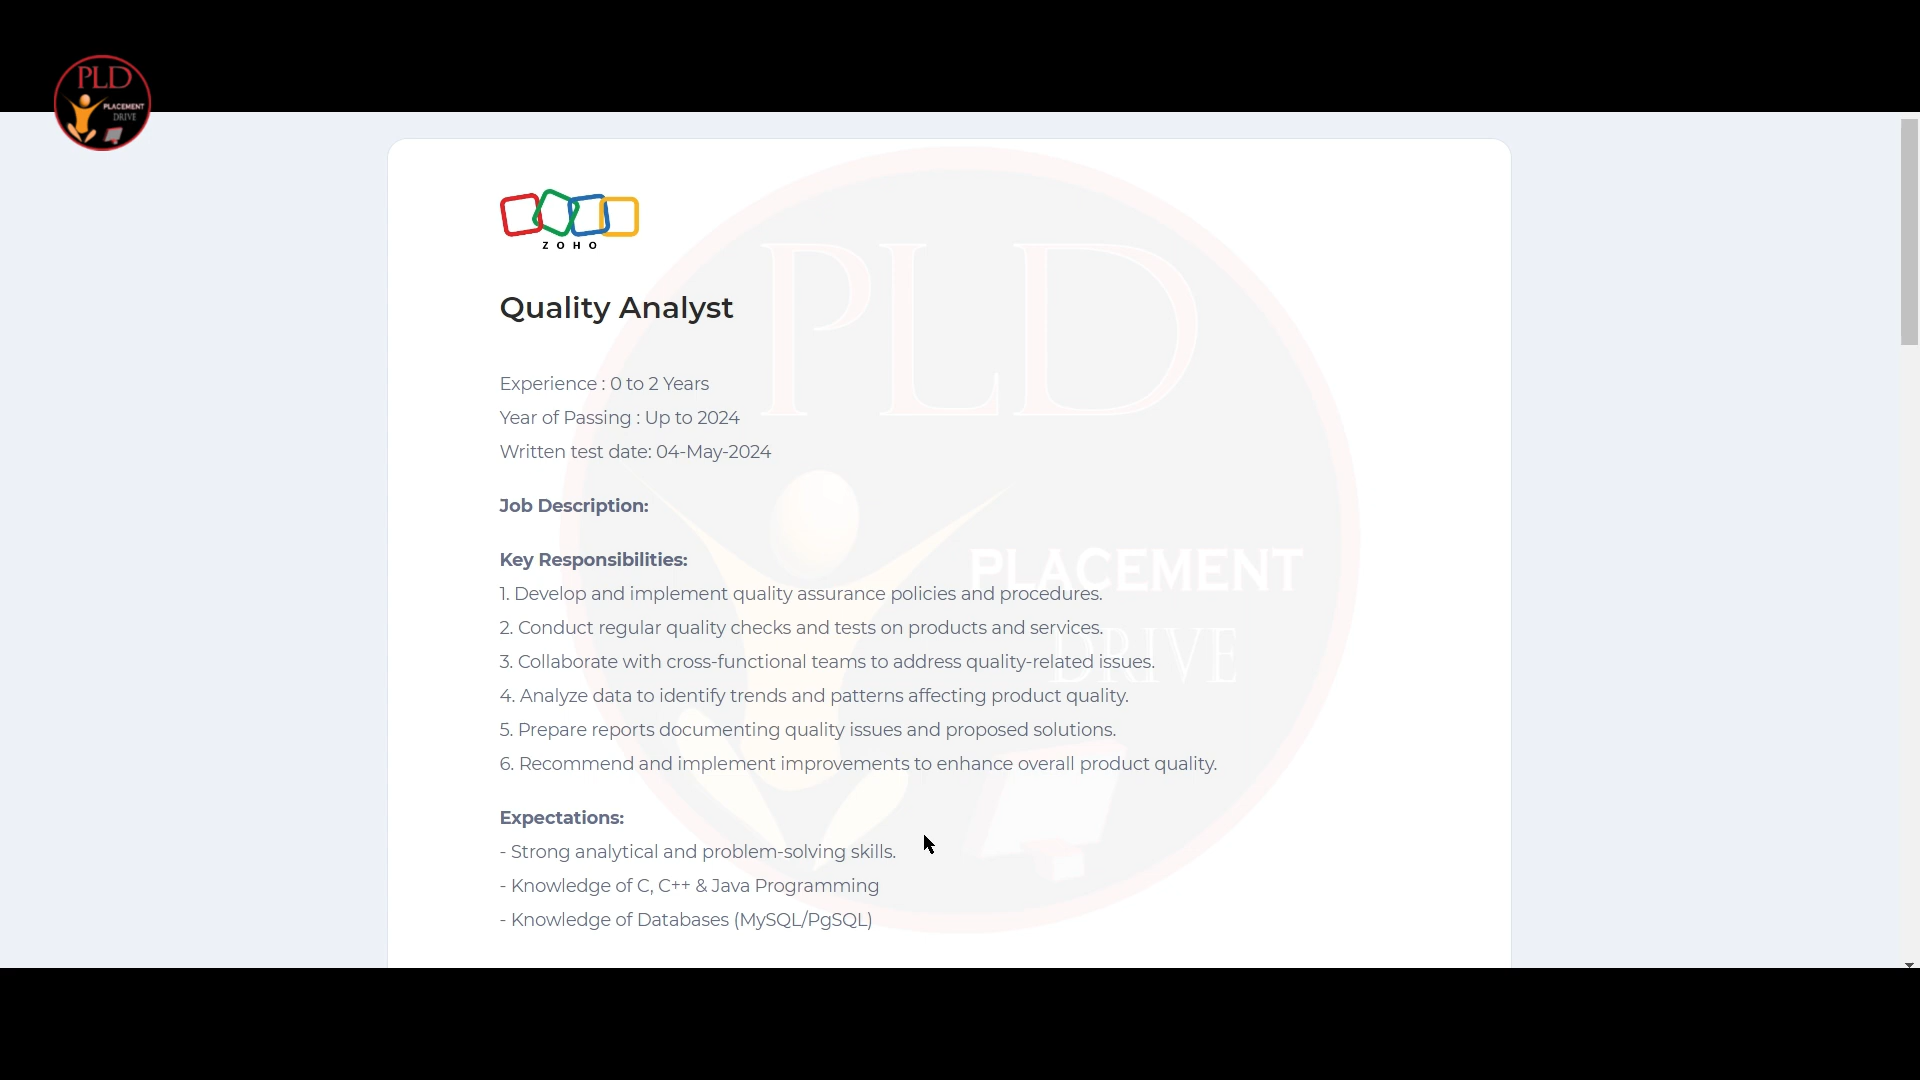 PLD
PLACEMENT
DRIVE
ZOHO
PLD
Quality Analyst
Experience : 0 to 2 Years
Year of Passing : Up to 2024
Written test date: 04-May-2024
Job Description:
Key Responsibilities:
PLACEMENT
1. Develop and implement quality assurance policies and procedures.
2. Conduct regular quality checks and tests on products and services.
DRIVE
3. Collaborate with cross-functional teams to address quality-related issues.
4. Analyze data to identify trends and patterns affecting product quality.
5. Prepare reports documenting quality issues and proposed solutions.
6. Recommend and implement improvements to enhance overall product quality.
Expectations:
- Strong analytical and problem-solving skills.
- Knowledge of C, C++ & Java Programming
- Knowledge of Databases (MySQL/PgSQL)